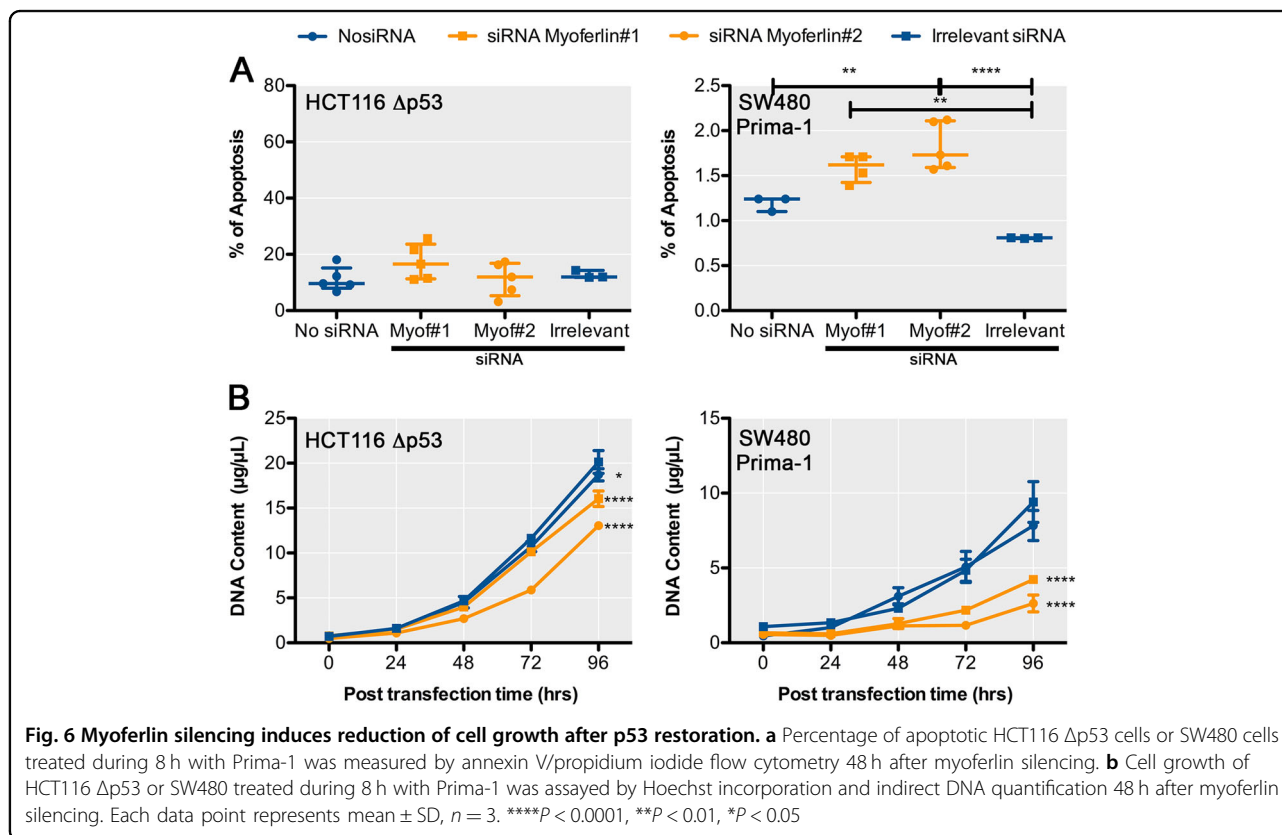 NosiRNA siRNA Myoferlin#1 siRNA Myoferlin#2 Irrelevant siRNA
A
HCT116 Δp53
% of Apoptosis
80
60
40
20
0
No siRNA Myof#1 Myof#2 Irrelevant
siRNA
SW480
Prima-1
** ****
**
% of Apoptosis
2.5
2.0
1.5
1.0
0.5
0.0
No siRNA Myof#1 Myof#2 Irrelevant
siRNA
B
HCT116 Δp53
DNA Content (µg/µL)
25
20
15
10
5
0
*
****
****
0 24 48 72 96
Post transfection time (hrs)
SW480
Prima-1
DNA Content (µg/µL)
15
10
5
0
****
****
0 24 48 72 96
Post transfection time (hrs)
Fig. 6 Myoferlin silencing induces reduction of cell growth after p53 restoration. a Percentage of apoptotic HCT116 Δp53 cells or SW480 cells
treated during 8 h with Prima-1 was measured by annexin V/propidium iodide flow cytometry 48 h after myoferlin silencing. b Cell growth of
HCT116 Δp53 or SW480 treated during 8 h with Prima-1 was assayed by Hoechst incorporation and indirect DNA quantification 48 h after myoferlin
silencing. Each data point represents mean ± SD, n = 3. ****P < 0.0001, **P < 0.01, *P < 0.05